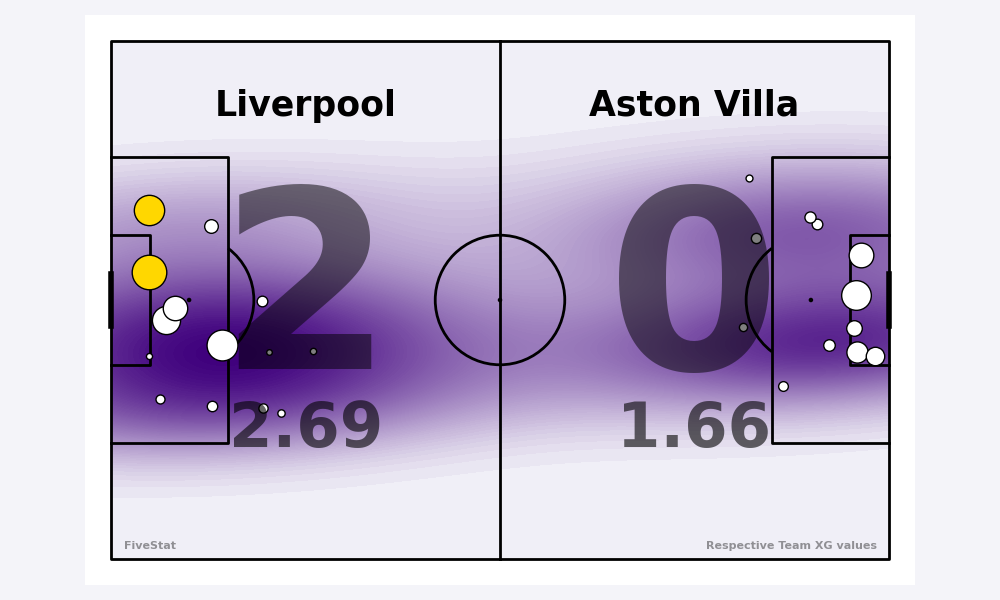 Liverpool
Aston Villa
2
0
2.69
1.66
FiveStat
Respective Team XG values